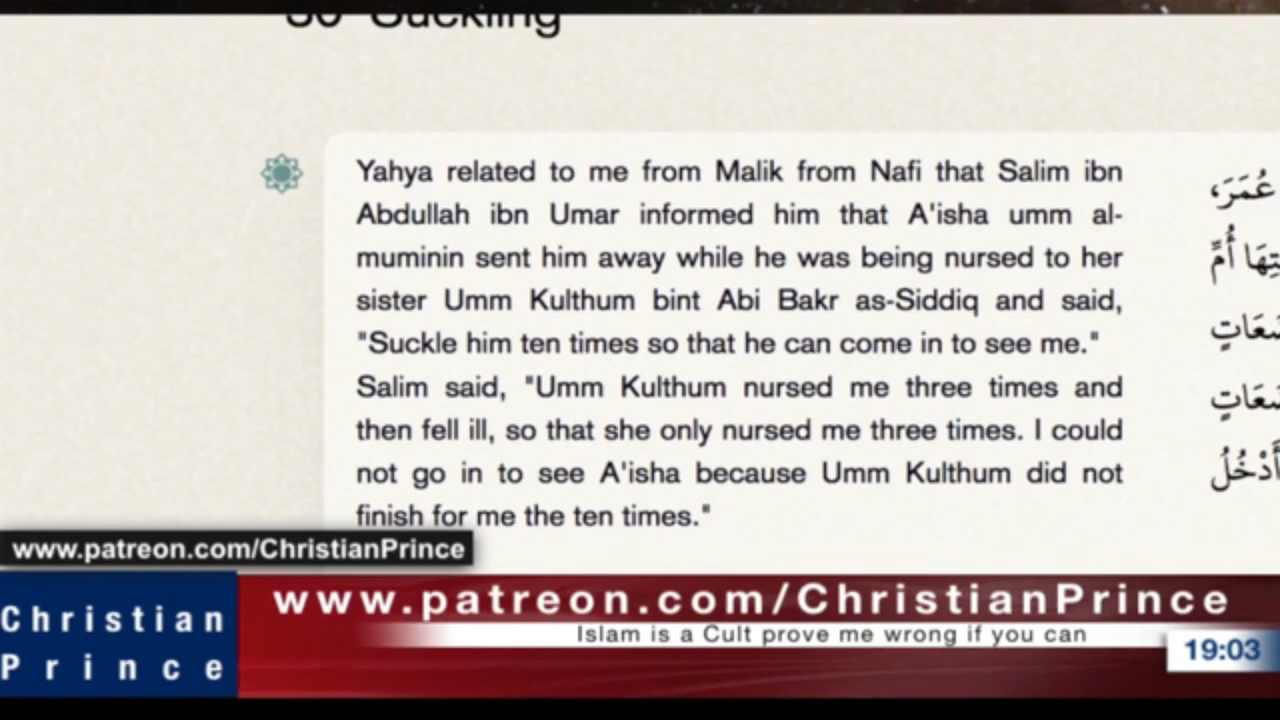 30 Suckling
Yahya related to me from Malik from Nafi that Salim ibn
Abdullah ibn Umar informed him that A'isha umm al-
muminin sent him away while he was being nursed to her
sister Umm Kulthum bint Abi Bakr as-Siddiq and said,
"Suckle him ten times so that he can come in to see me."
Salim said, "Umm Kulthum nursed me three times and
then fell ill, so that she only nursed me three times. I could
not go in to see A'isha because Umm Kulthum did not
finish for me the ten times."
عُمَرَ،
www.patreon.com/ChristianPrince
Christian
Prince
www.patreon.com/ChristianPrince
Islam is a Cult prove me wrong if you can
19:03